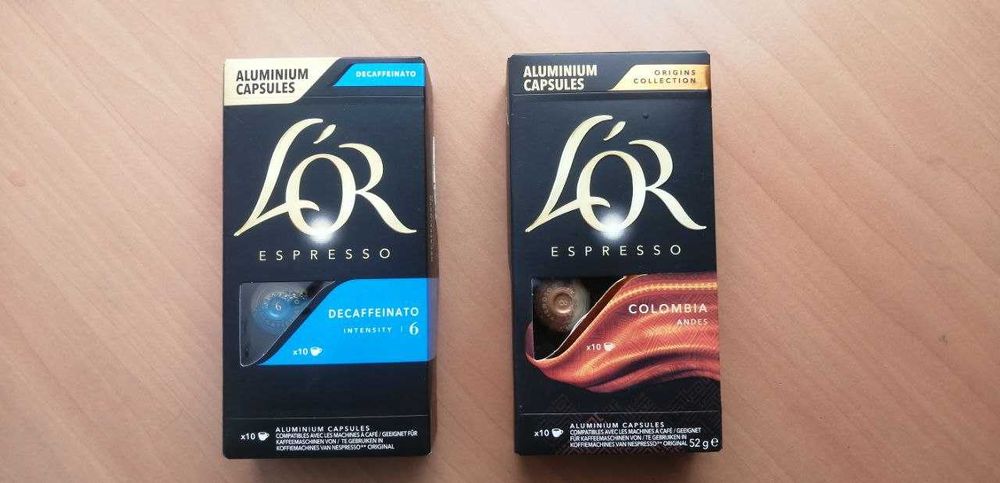 ALUMINIUM
CAPSULES
DECAFFEINATO
L'OR
ESPRESSO
6
DECAFFEINATO
INTENSITY | 6
x10
x10
ALUMINIUM CAPSULES
COMPATIBLES AVEC LES MACHINES À CAFÉ / GEEIGNET FÜR
KAFFEEMASCHINEN VON / TE GEBRUIKEN IN
KOFFIEMACHINES VAN NESPRESSO** ORIGINAL
ALUMINIUM
CAPSULES
ORIGINS
COLLECTION
L'OR
ESPRESSO
8
COLOMBIA
ANDES
x10
x10
ALUMINIUM CAPSULES
COMPATIBLES AVEC LES MACHINES À CAFÉ / GEEIGNET
FÜR KAFFEEMASCHINEN VON / TE GEBRUIKEN IN
KOFFIEMACHINES VAN NESPRESSO** ORIGINAL
52 g e